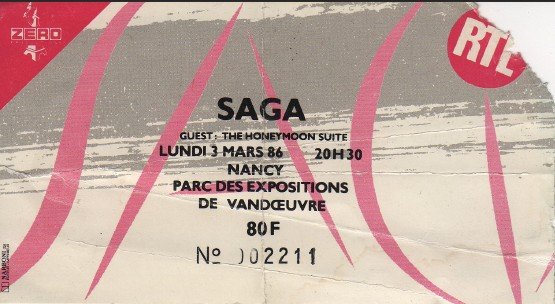 ZERO
RTL
SAGA
SAGA
GUEST: THE HONEYMOON SUITE
LUNDI 3 MARS 86 20H30
NANCY
PARC DES EXPOSITIONS
DE VANDŒUVRE
80F
Nº 002211